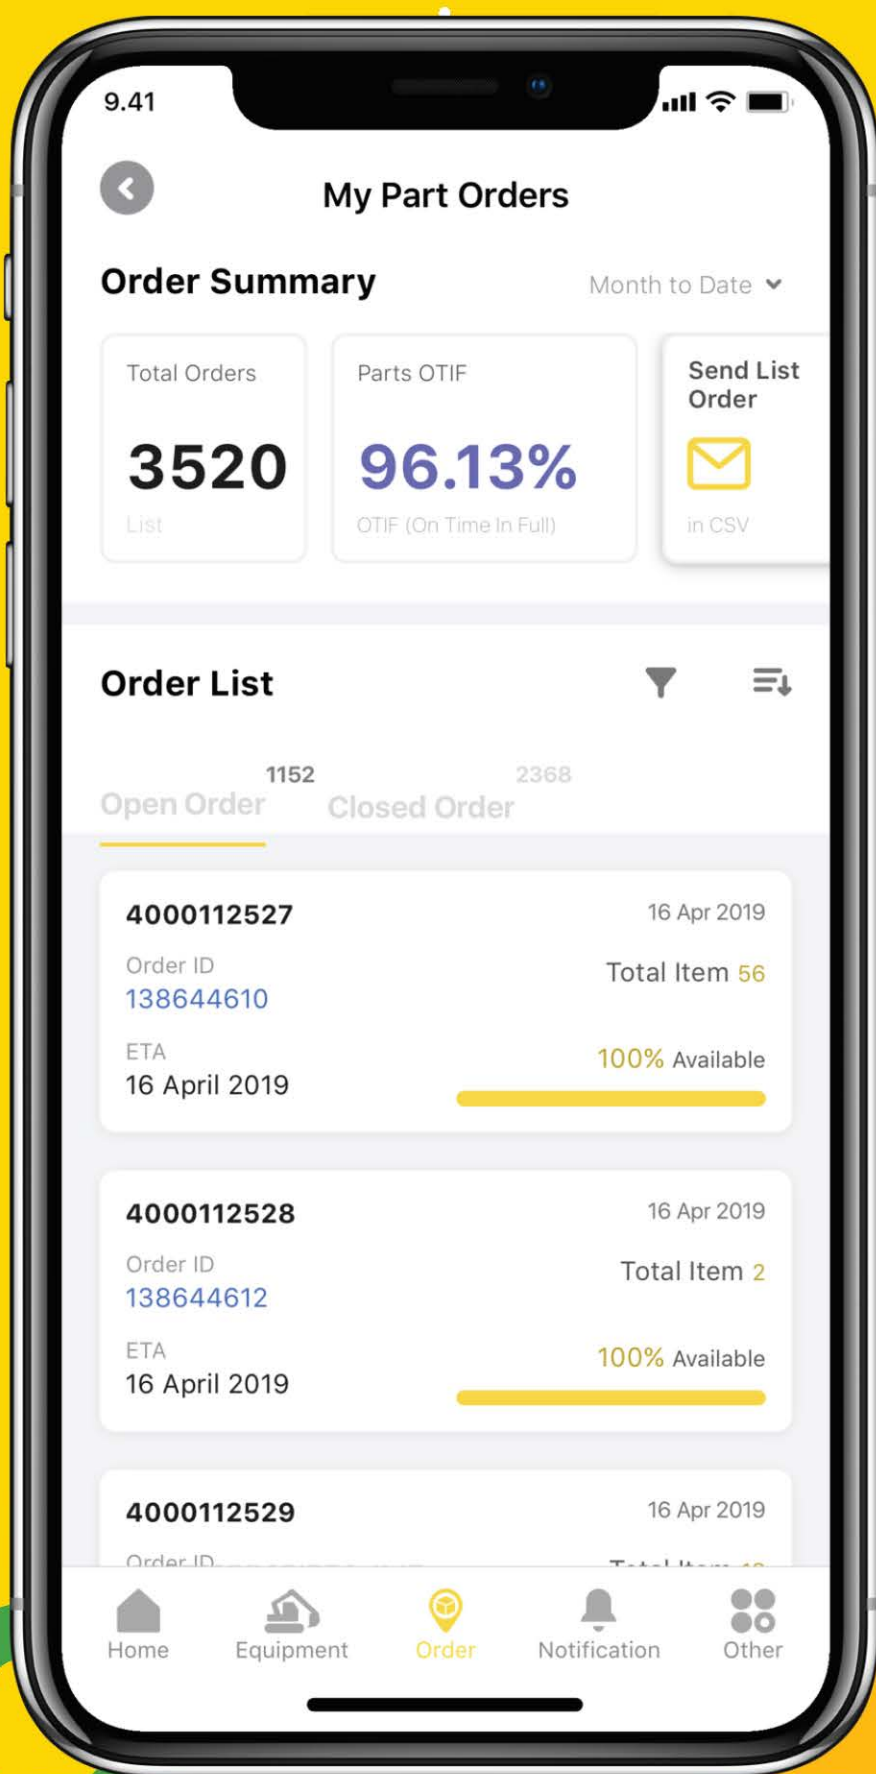 9.41
My Part Orders
Order Summary
Month to Date
Total Orders
3520
List
Parts OTIF
96.13%
OTIF (On Time In Full)
Send List
Order
in CSV
Order List
Open Order 1152
Closed Order 2368
4000112527
16 Apr 2019
Order ID
138644610
Total Item 56
ETA
16 April 2019
100% Available
4000112528
16 Apr 2019
Order ID
138644612
Total Item 2
ETA
16 April 2019
100% Available
4000112529
16 Apr 2019
Order ID
Total Item
Home
Equipment
Order
Notification
Other